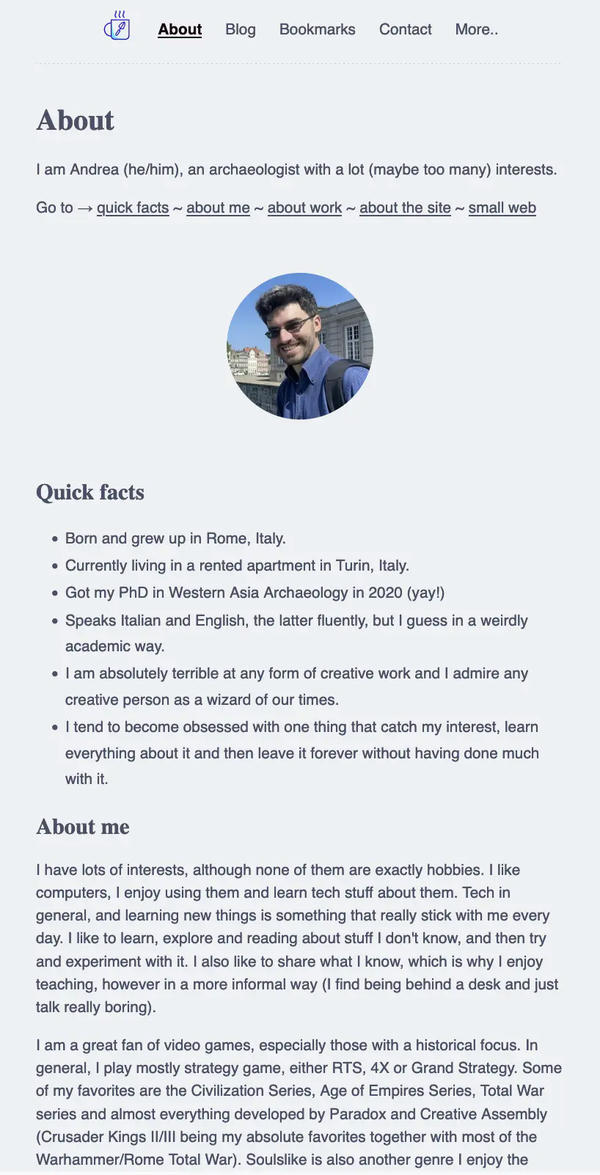 About Blog Bookmarks Contact More..
About
I am Andrea (he/him), an archaeologist with a lot (maybe too many) interests.
Go to → quick facts ~ about me ~ about work ~ about the site ~ small web
Quick facts
• Born and grew up in Rome, Italy.
• Currently living in a rented apartment in Turin, Italy.
• Got my PhD in Western Asia Archaeology in 2020 (yay!)
• Speaks Italian and English, the latter fluently, but I guess in a weirdly
academic way.
• I am absolutely terrible at any form of creative work and I admire any
creative person as a wizard of our times.
• I tend to become obsessed with one thing that catch my interest, learn
everything about it and then leave it forever without having done much
with it.
About me
I have lots of interests, although none of them are exactly hobbies. I like
computers, I enjoy using them and learn tech stuff about them. Tech in
general, and learning new things is something that really stick with me every
day. I like to learn, explore and reading about stuff I don't know, and then try
and experiment with it. I also like to share what I know, which is why I enjoy
teaching, however in a more informal way (I find being behind a desk and just
talk really boring).
I am a great fan of video games, especially those with a historical focus. In
general, I play mostly strategy game, either RTS, 4X or Grand Strategy. Some
of my favorites are the Civilization Series, Age of Empires Series, Total War
series and almost everything developed by Paradox and Creative Assembly
(Crusader Kings II/III being my absolute favorites together with most of the
Warhammer/Rome Total War). Soulslike is also another genre I enjoy the